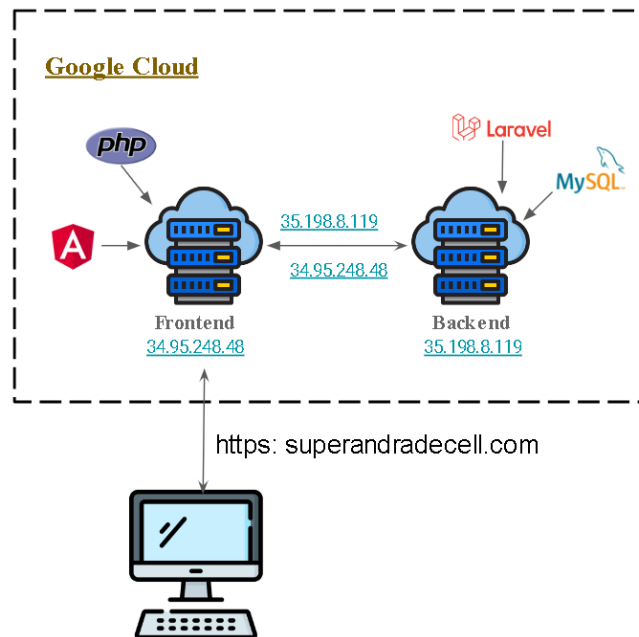 Google Cloud
php
Laravel
MySQL
A
35.198.8.119
34.95.248.48
Frontend
34.95.248.48
Backend
35.198.8.119
https: superandradecell.com